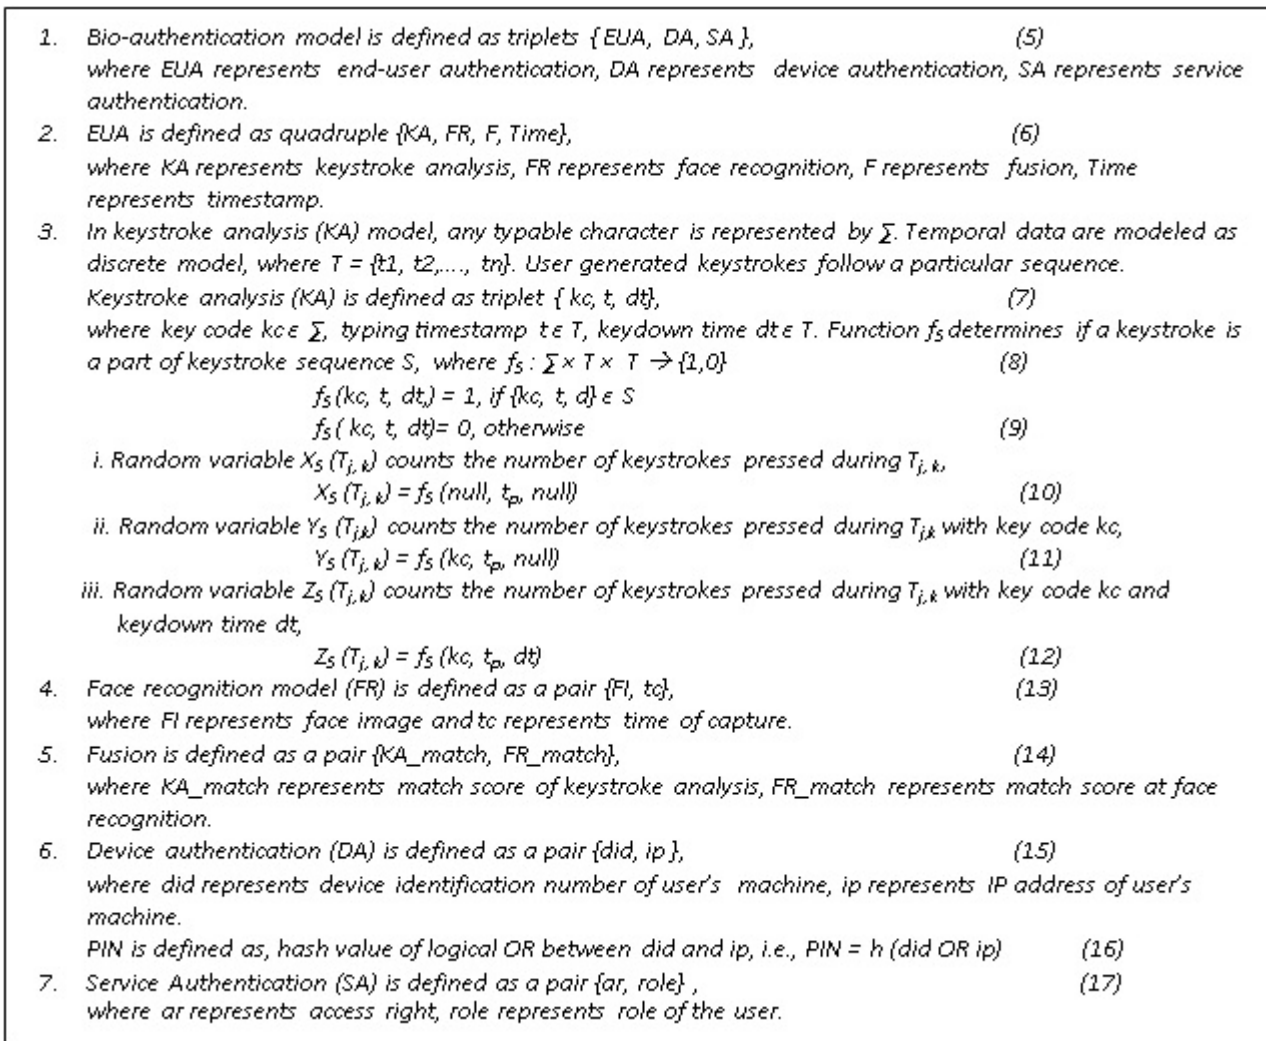 1. Bio-authentication model is defined as triplets { EUA, DA, SA }, (5)
where EUA represents end-user authentication, DA represents device authentication, SA represents service
authentication.
2. EUA is defined as quadruple {KA, FR, F, Time}, (6)
where KA represents keystroke analysis, FR represents face recognition, F represents fusion, Time
represents timestamp.
3. In keystroke analysis (KA) model, any typable character is represented by ∑. Temporal data are modeled as
discrete model, where T = {t1, t2,...., tn}. User generated keystrokes follow a particular sequence.
Keystroke analysis (KA) is defined as triplet { kc, t, dt}, (7)
where key code kc ε ∑, typing timestamp t ε T, keydown time dt ε T. Function fS determines if a keystroke is
a part of keystroke sequence S, where fS : ∑ × T × T → {1,0} (8)
fS (kc, t, dt,) = 1, if {kc, t, d} ε S
fS ( kc, t, dt)= 0, otherwise (9)
i. Random variable XS (Tj, k) counts the number of keystrokes pressed during Tj, k,
XS (Tj, k) = fS (null, tp, null) (10)
ii. Random variable YS (Tj,k) counts the number of keystrokes pressed during Tj,k with key code kc,
YS (Tj, k) = fS (kc, tp, null) (11)
iii. Random variable ZS (Tj,k) counts the number of keystrokes pressed during Tj,k with key code kc and
keydown time dt,
ZS (Tj, k) = fS (kc, tp, dt) (12)
4. Face recognition model (FR) is defined as a pair {FI, tc}, (13)
where FI represents face image and tc represents time of capture.
5. Fusion is defined as a pair {KA_match, FR_match}, (14)
where KA_match represents match score of keystroke analysis, FR_match represents match score at face
recognition.
6. Device authentication (DA) is defined as a pair {did, ip }, (15)
where did represents device identification number of user's machine, ip represents IP address of user's
machine.
PIN is defined as, hash value of logical OR between did and ip, i.e., PIN = h (did OR ip) (16)
7. Service Authentication (SA) is defined as a pair {ar, role} , (17)
where ar represents access right, role represents role of the user.